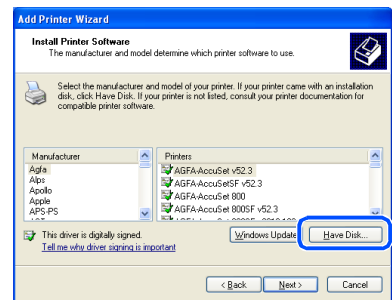 Add Printer Wizard
Install Printer Software
The manufacturer and model determine which printer software to use.
Select the manufacturer and model of your printer. If your printer came with an installation
disk, click Have Disk. If your printer is not listed, consult your printer documentation for
compatible printer software.
Manufacturer
Agfa
Alps
Apollo
Apple
APS-PS
Printers
AGFA-AccuSet v52.3
AGFA-AccuSetSF v52.3
AGFA-AccuSet 800
AGFA-AccuSet 800SF v52.3
This driver is digitally signed.
Tell me why driver signing is important
Windows Update
Have Disk...
< Back
Next >
Cancel